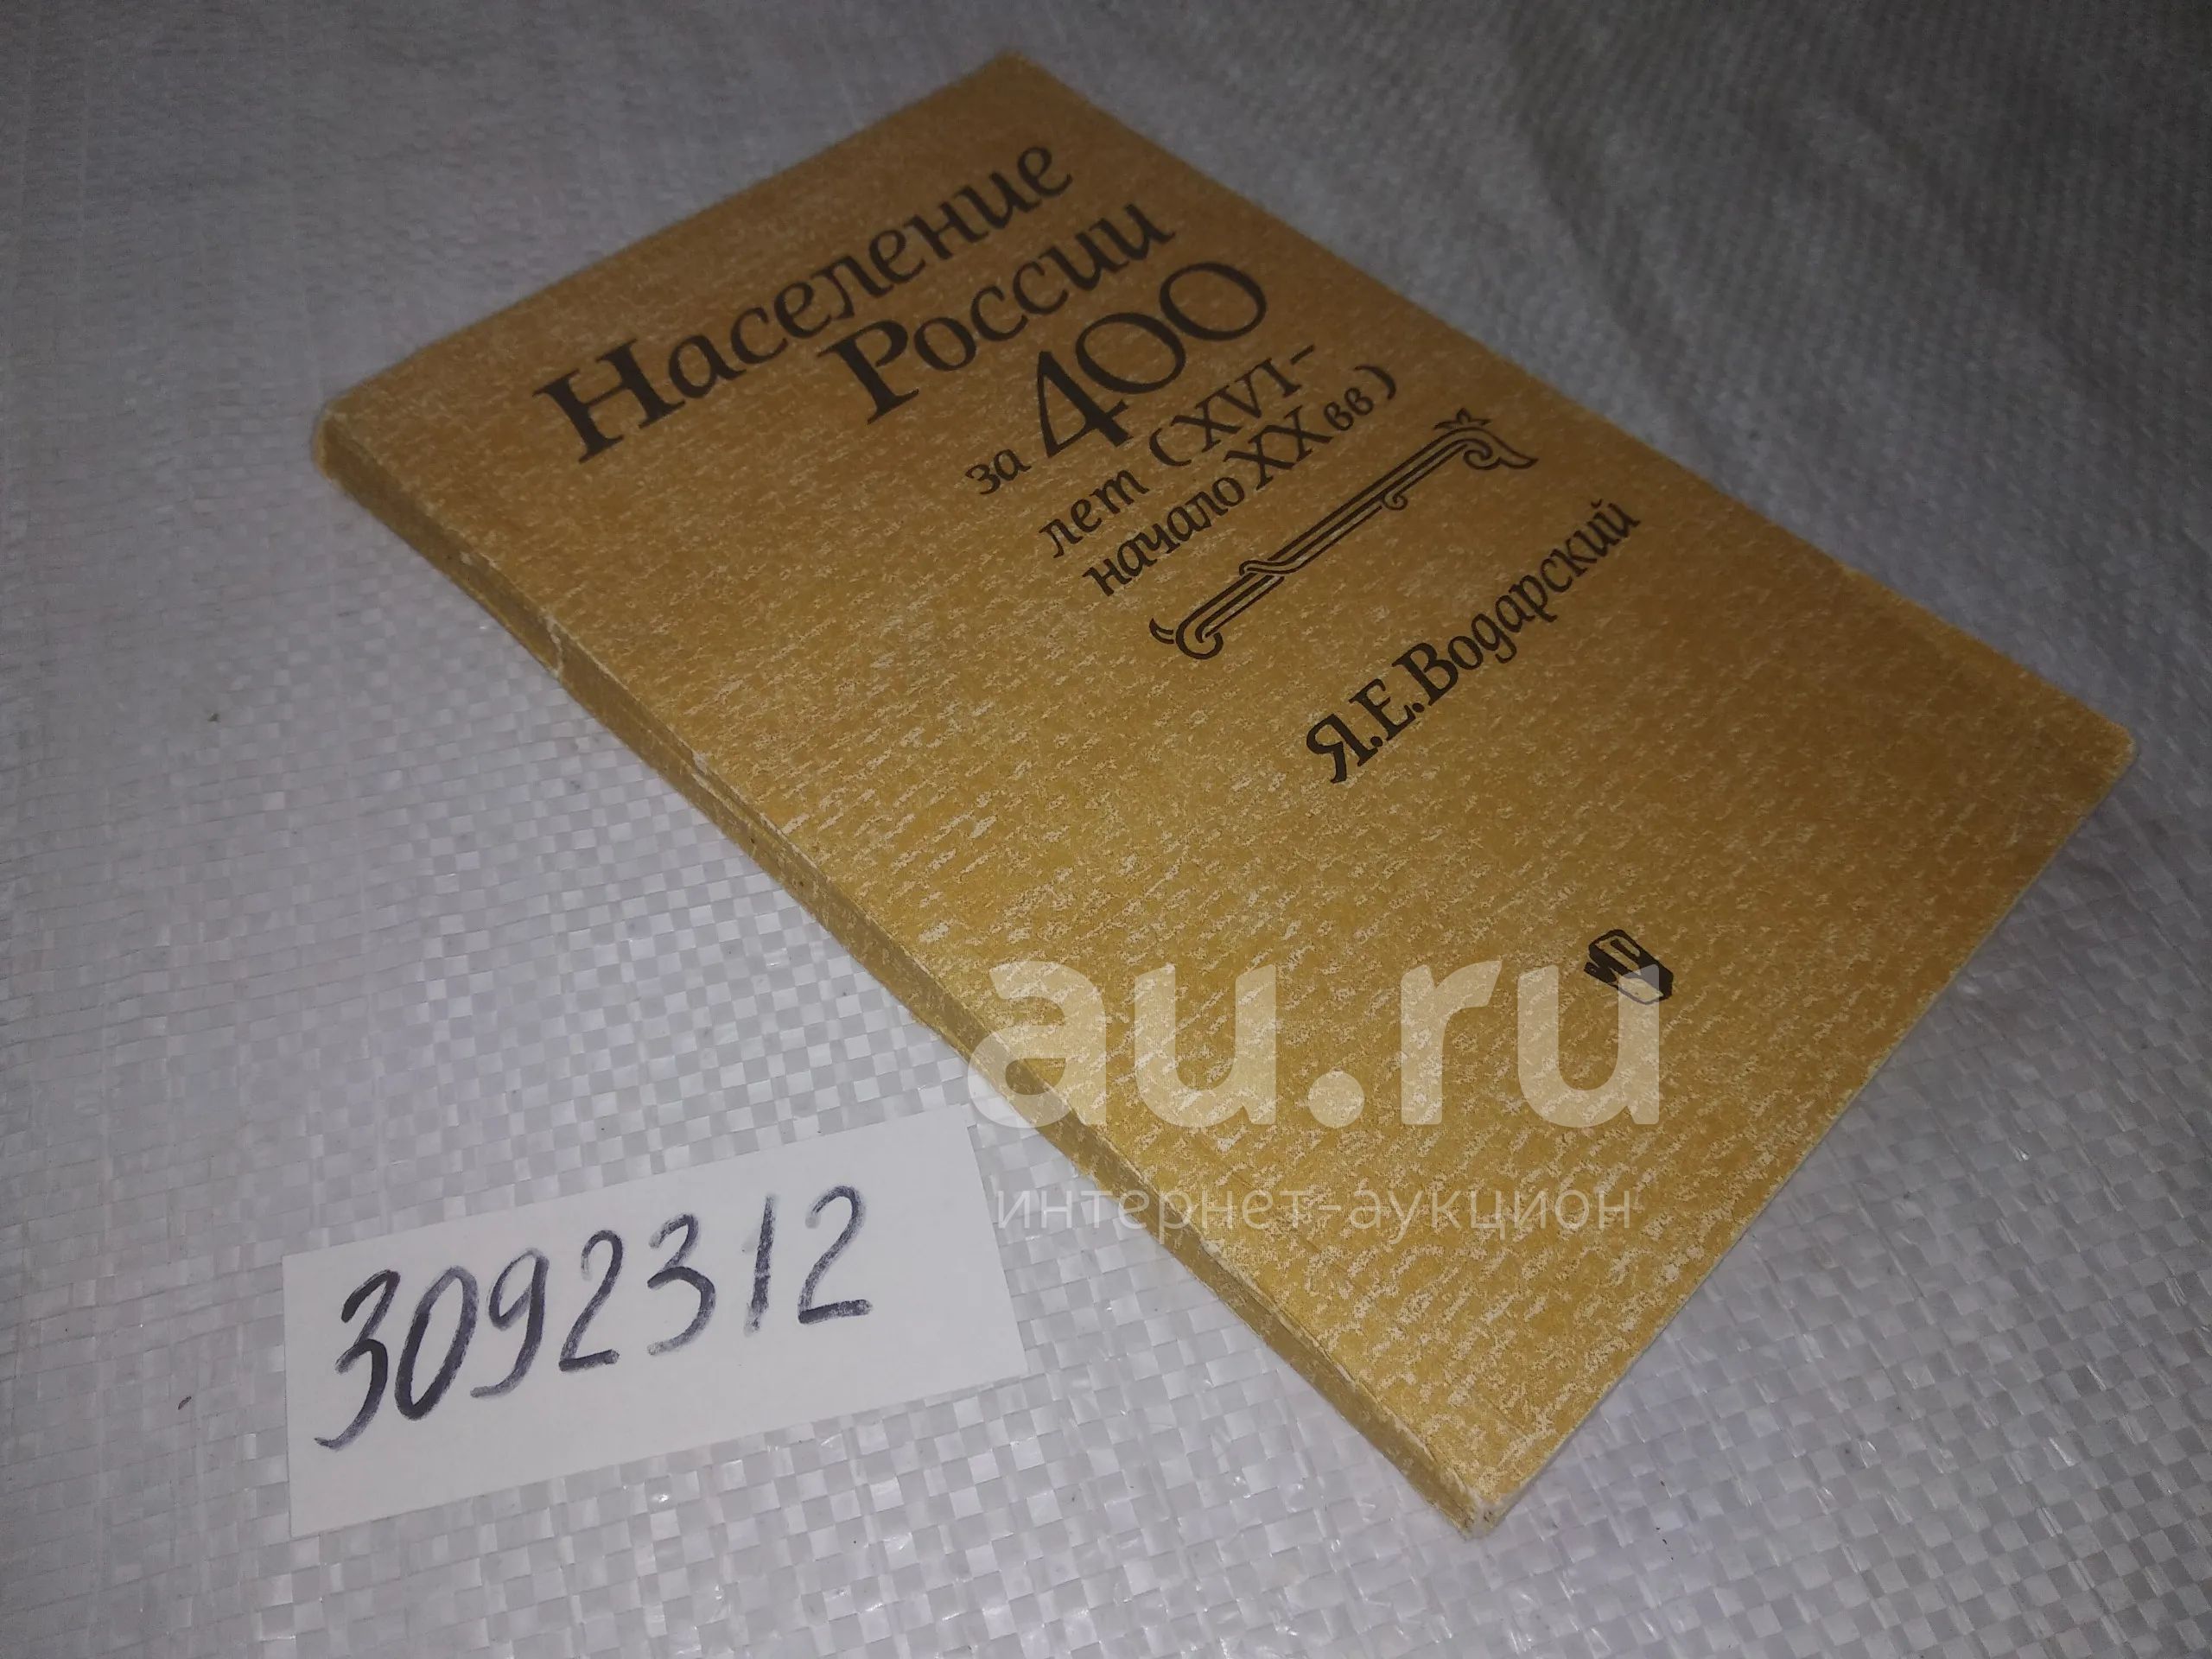 Население
России
за 400
лет (XVI–
начало XX вв)
Я.Е.Водарский
au.ru
интернет-аукцион
3092312